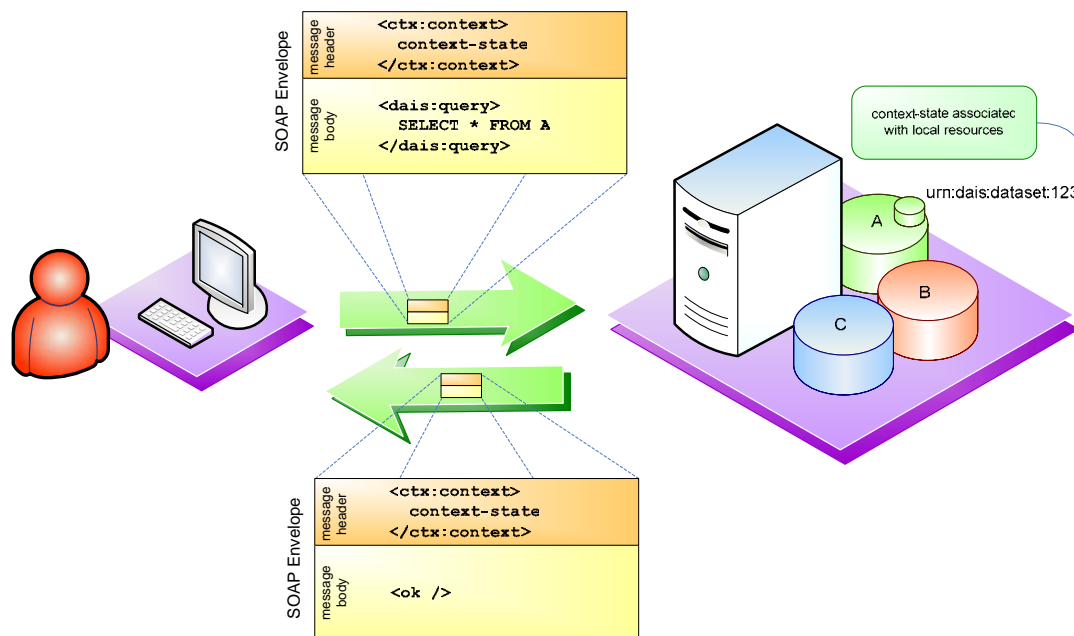 SOAP Envelope
message
header
<ctx:context>
context-state
</ctx:context>
message
body
<dais:query>
SELECT * FROM A
</dais:query>
context-state associated
with local resources
urn:dais:dataset:123
A
B
C
SOAP Envelope
message
header
<ctx:context>
context-state
</ctx:context>
message
body
<ok />